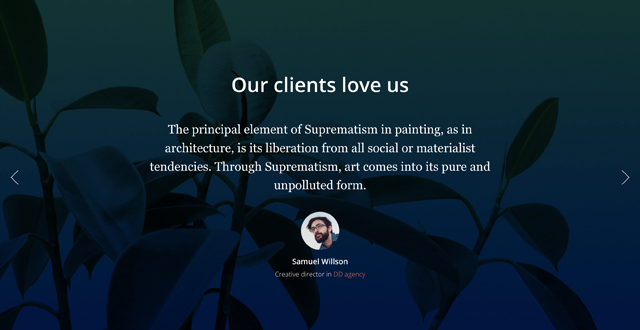 Our clients love us
The principal element of Suprematism in painting, as in
architecture, is its liberation from all social or materialist
tendencies. Through Suprematism, art comes into its pure and
unpolluted form.
Samuel Willson
Creative director in DD agency